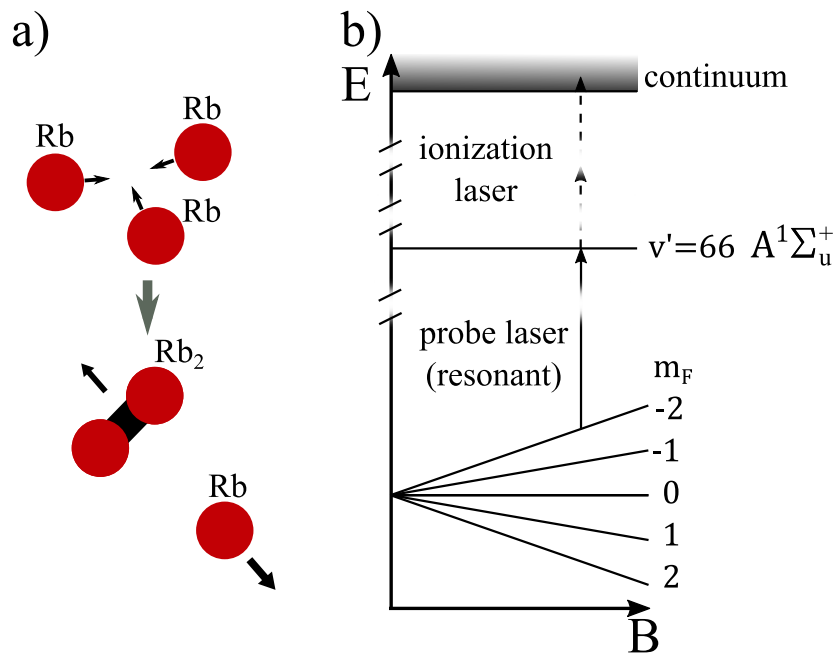 a)
Rb
Rb
Rb
Rb₂
Rb
b)
E
continuum
ionization
laser
v'=66 A¹Σᵤ⁺
probe laser
(resonant)
m_F
-2
-1
0
1
2
B